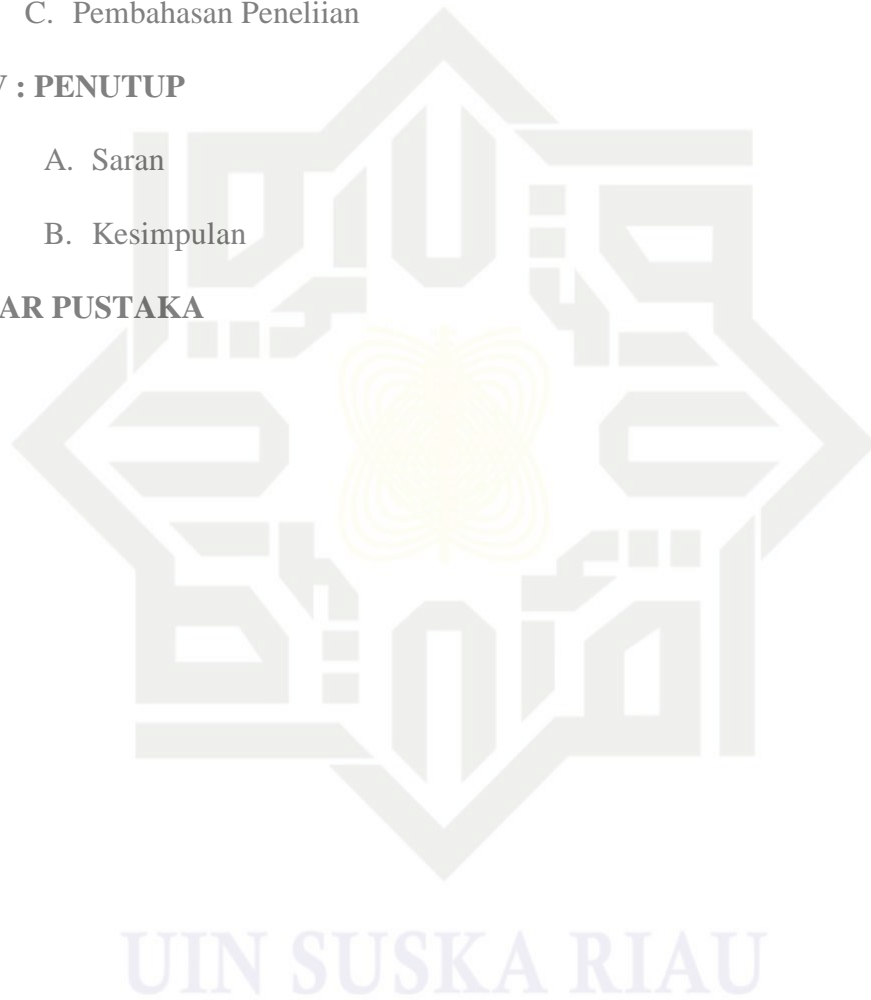 C. Pembahasan Peneliian
V : PENUTUP
A. Saran
B. Kesimpulan
AR PUSTAKA
UIN SUSKA RIAU